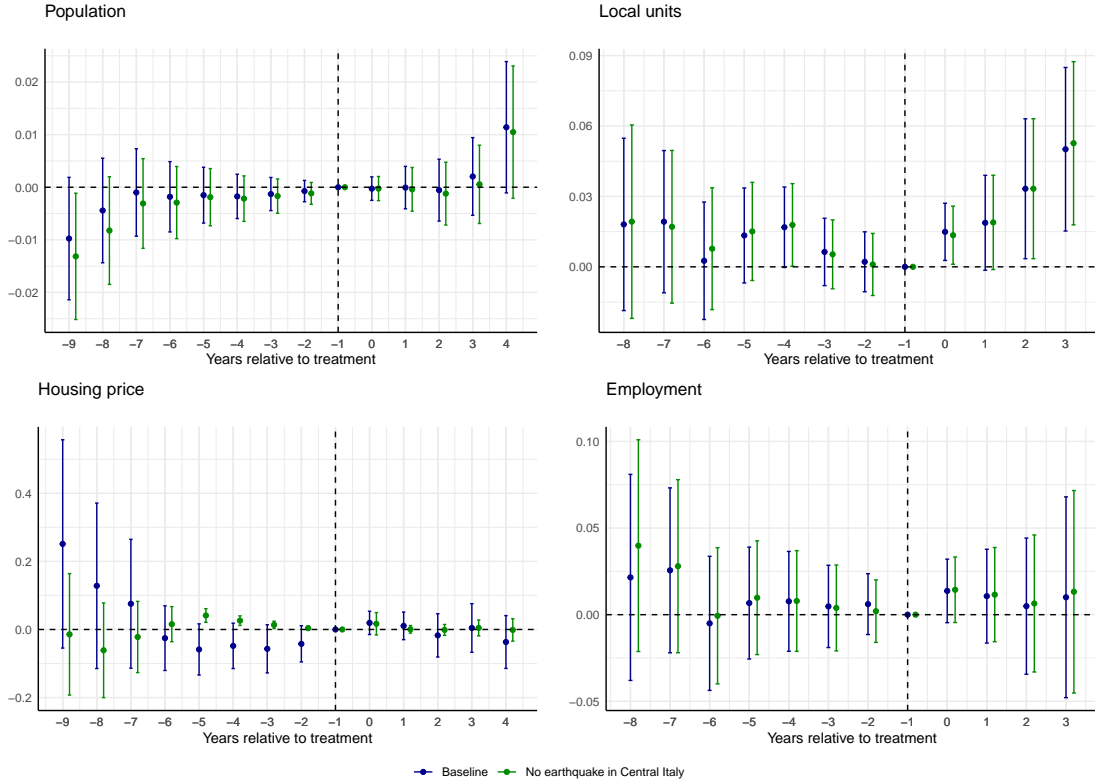 Population
0.02
0.01
0.00
−0.01
−0.02
−9 −8 −7 −6 −5 −4 −3 −2 −1 0 1 2 3 4
Years relative to treatment
Local units
0.09
0.06
0.03
0.00
−8 −7 −6 −5 −4 −3 −2 −1 0 1 2 3
Years relative to treatment
Housing price
0.4
0.2
0.0
−0.2
−9 −8 −7 −6 −5 −4 −3 −2 −1 0 1 2 3 4
Years relative to treatment
Employment
0.10
0.05
0.00
−0.05
−8 −7 −6 −5 −4 −3 −2 −1 0 1 2 3
Years relative to treatment
Baseline No earthquake in Central Italy